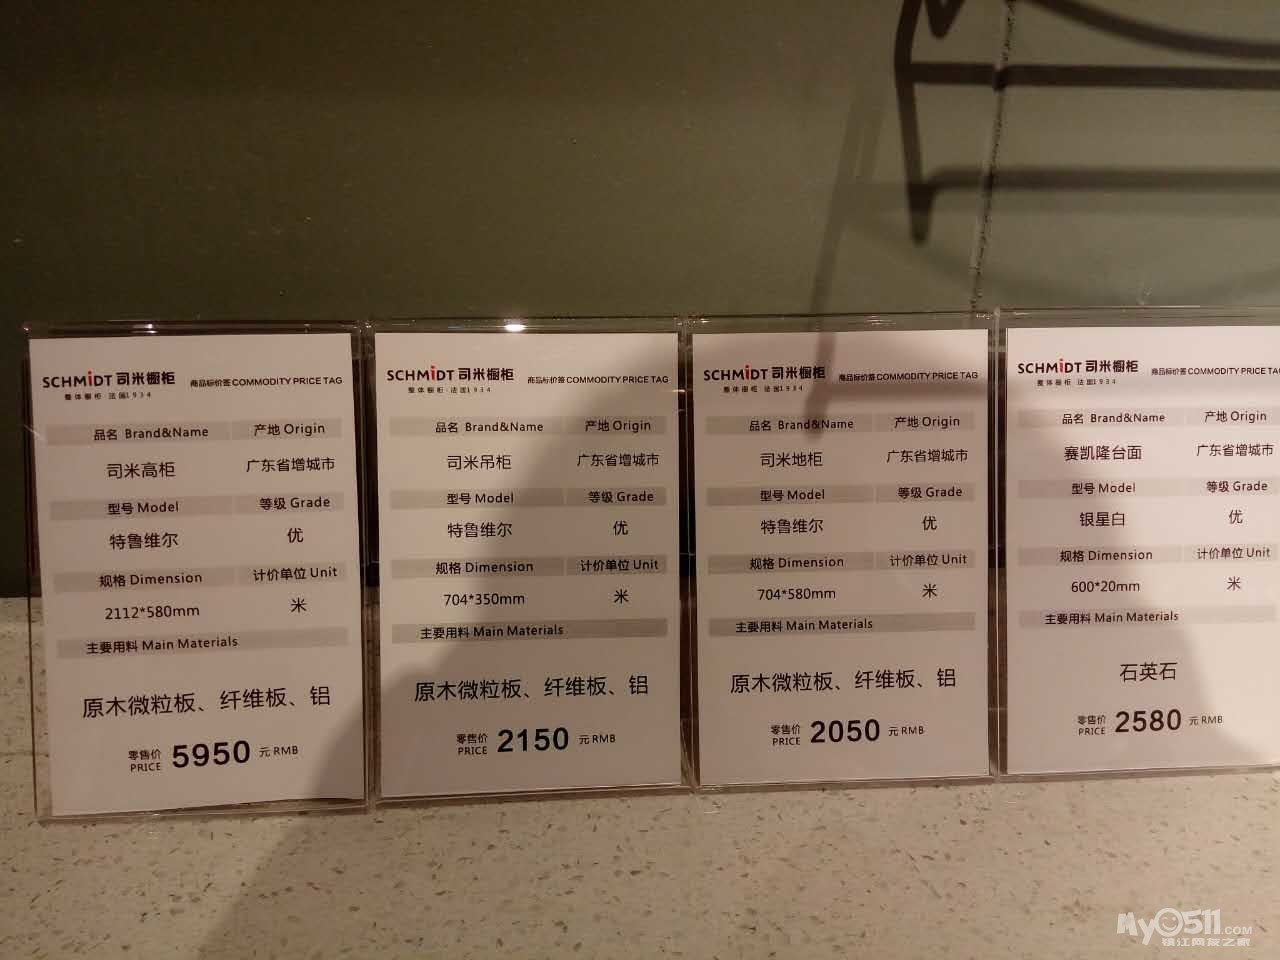 SCHMiDT 司米橱柜
整体橱柜·法国1934
商品标价签 COMMODITY PRICE TAG
品名 Brand&Name
产地 Origin
司米高柜
广东省增城市
型号 Model
等级 Grade
特鲁维尔
优
规格 Dimension
计价单位 Unit
2112*580mm
米
主要用料 Main Materials
原木微粒板、纤维板、铝
零售价 PRICE 5950 元 RMB
SCHMiDT 司米橱柜
整体橱柜·法国1934
商品标价签 COMMODITY PRICE TAG
品名 Brand&Name
产地 Origin
司米吊柜
广东省增城市
型号 Model
等级 Grade
特鲁维尔
优
规格 Dimension
计价单位 Unit
704*350mm
米
主要用料 Main Materials
原木微粒板、纤维板、铝
零售价 PRICE 2150 元 RMB
SCHMiDT 司米橱柜
整体橱柜·法国1934
商品标价签 COMMODITY PRICE TAG
品名 Brand&Name
产地 Origin
司米地柜
广东省增城市
型号 Model
等级 Grade
特鲁维尔
优
规格 Dimension
计价单位 Unit
704*580mm
米
主要用料 Main Materials
原木微粒板、纤维板、铝
零售价 PRICE 2050 元 RMB
SCHMiDT 司米橱柜
整体橱柜·法国1934
商品标价签 COMMODITY PRICE TAG
品名 Brand&Name
产地 Origin
赛凯隆台面
广东省增城市
型号 Model
等级 Grade
银星白
优
规格 Dimension
计价单位 Unit
600*20mm
米
主要用料 Main Materials
石英石
零售价 PRICE 2580 元 RMB
My0511.COM
镇江网友之家